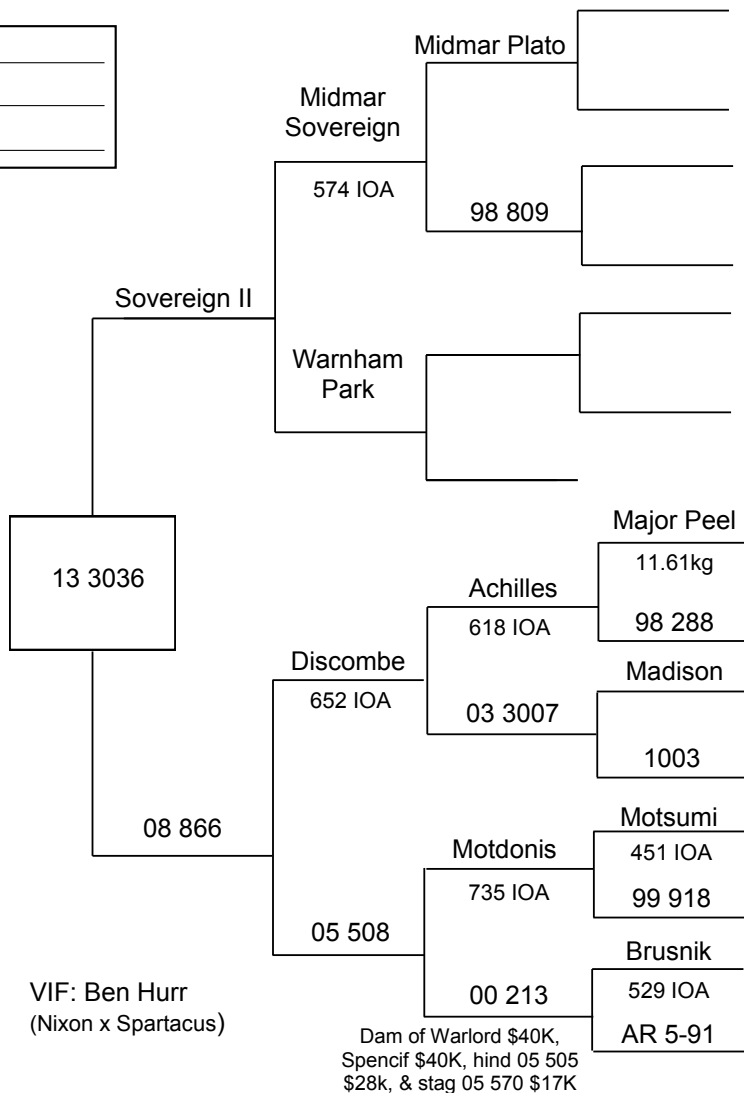 Midmar Plato
Midmar
Sovereign
574 IOA
98 809
Sovereign II
Warnham
Park
13 3036
Major Peel
11.61kg
Achilles
618 IOA
98 288
Discombe
652 IOA
Madison
03 3007
1003
08 866
Motsumi
Motdonis
451 IOA
735 IOA
99 918
05 508
Brusnik
00 213
529 IOA
AR 5-91
VIF: Ben Hurr
(Nixon x Spartacus)
Dam of Warlord $40K,
Spencif $40K, hind 05 505
$28k, & stag 05 570 $17K